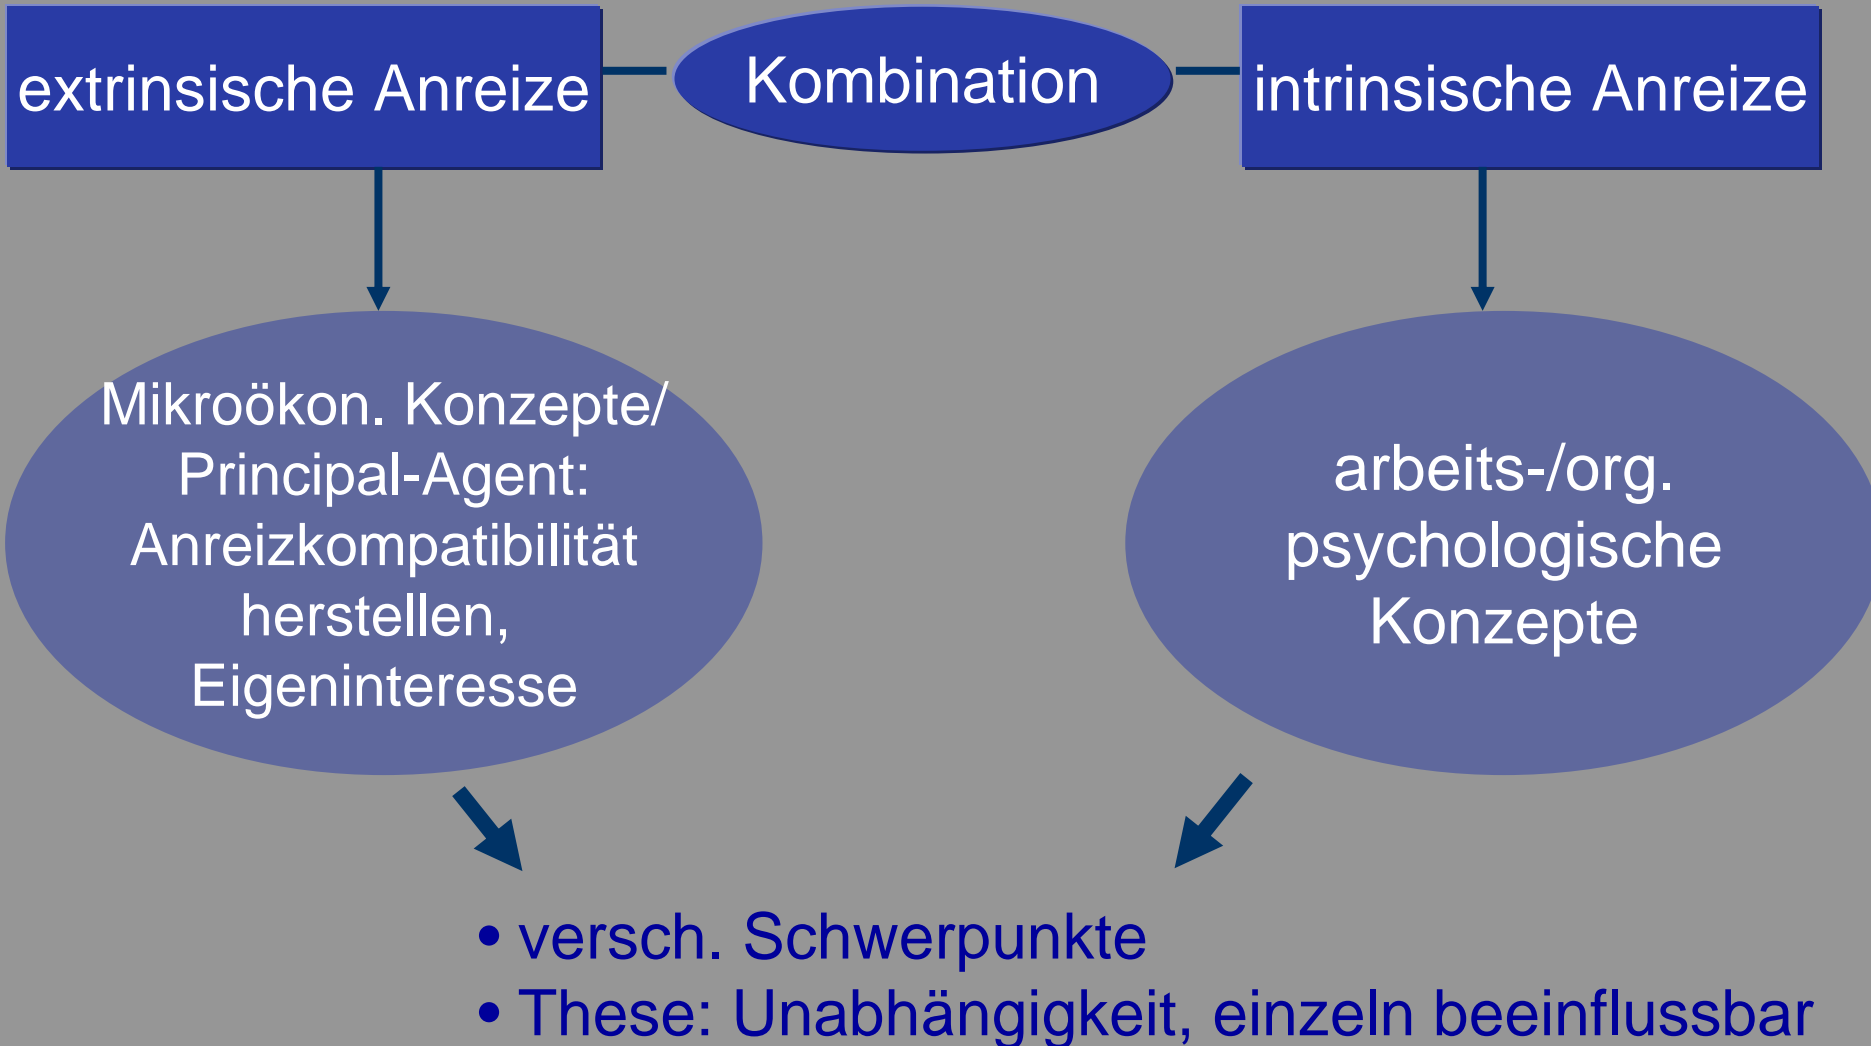 extrinsische Anreize
Kombination
intrinsische Anreize
Mikroökon. Konzepte/
Principal-Agent:
Anreizkompatibilität
herstellen,
Eigeninteresse
arbeits-/org.
psychologische
Konzepte
• versch. Schwerpunkte
• These: Unabhängigkeit, einzeln beeinflussbar